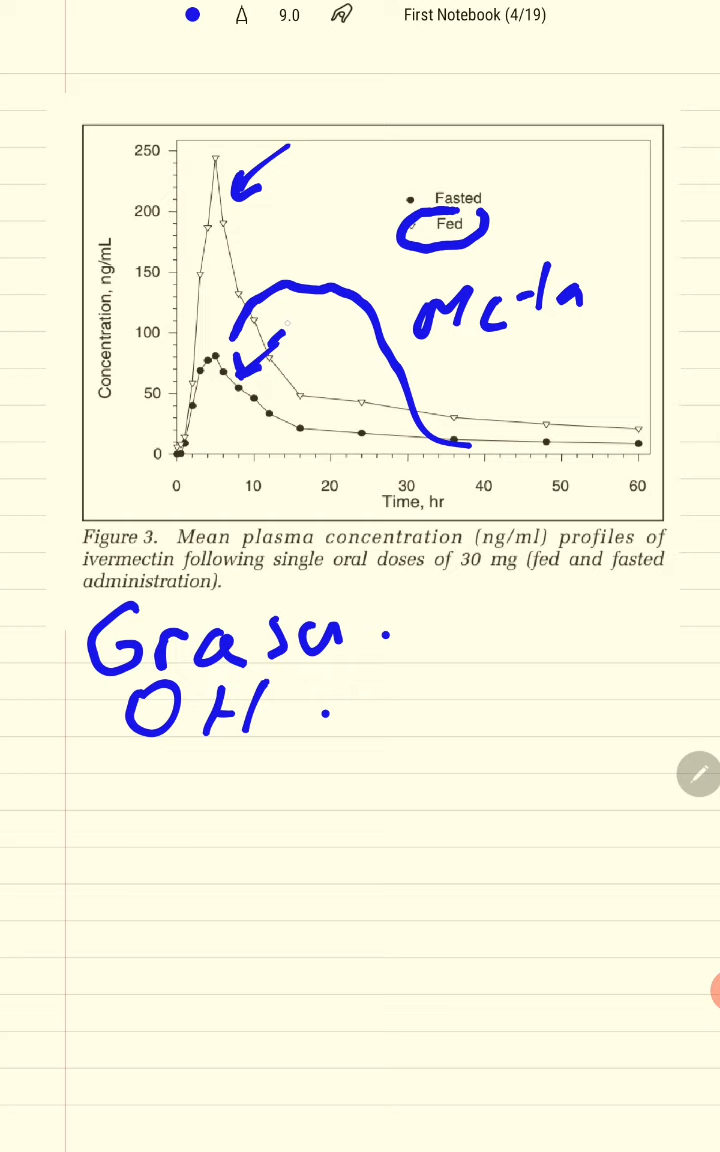 9.0 First Notebook (4/19)
250
200
150
100
50
0
Concentration, ng/mL
Fasted
Fed
0 10 20 30 40 50 60
Time, hr
Figure 3. Mean plasma concentration (ng/ml) profiles of
ivermectin following single oral doses of 30 mg (fed and fasted
administration).
Grasa.
OH.